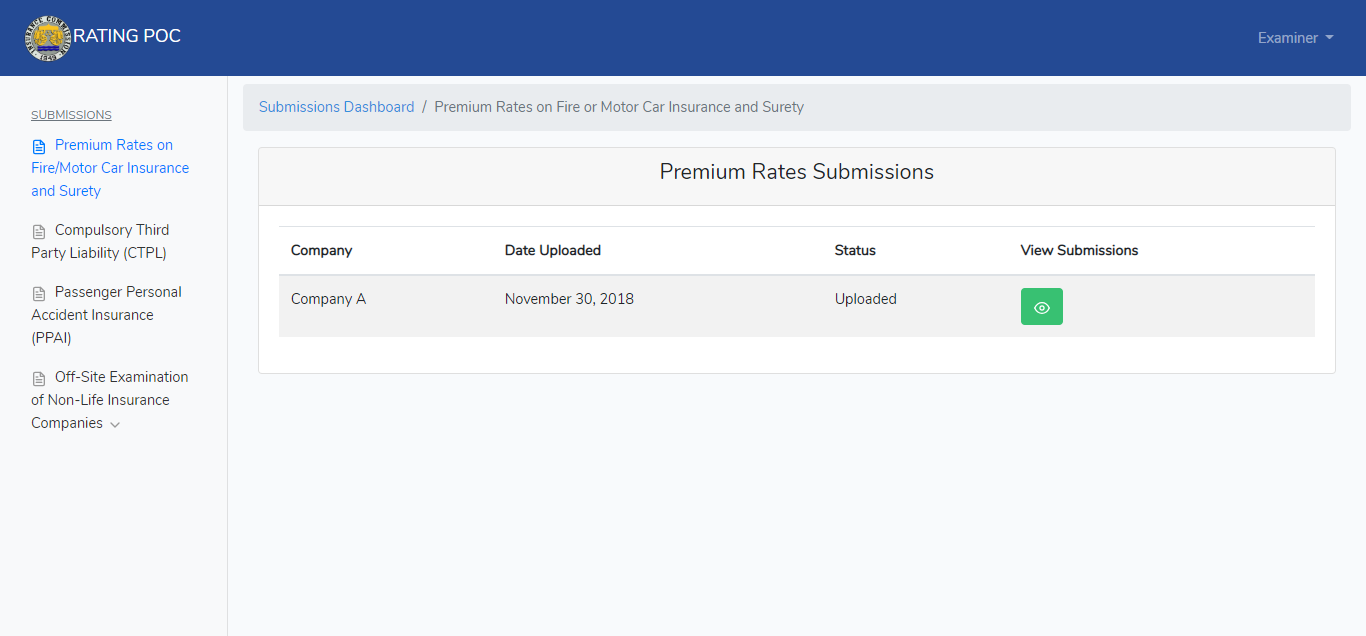 INSURANCE COMMISSION
1949
RATING POC
Examiner
SUBMISSIONS
Premium Rates on
Fire/Motor Car Insurance
and Surety
Compulsory Third
Party Liability (CTPL)
Passenger Personal
Accident Insurance
(PPAI)
Off-Site Examination
of Non-Life Insurance
Companies
Submissions Dashboard / Premium Rates on Fire or Motor Car Insurance and Surety
Premium Rates Submissions
Company Date Uploaded Status View Submissions
Company A November 30, 2018 Uploaded